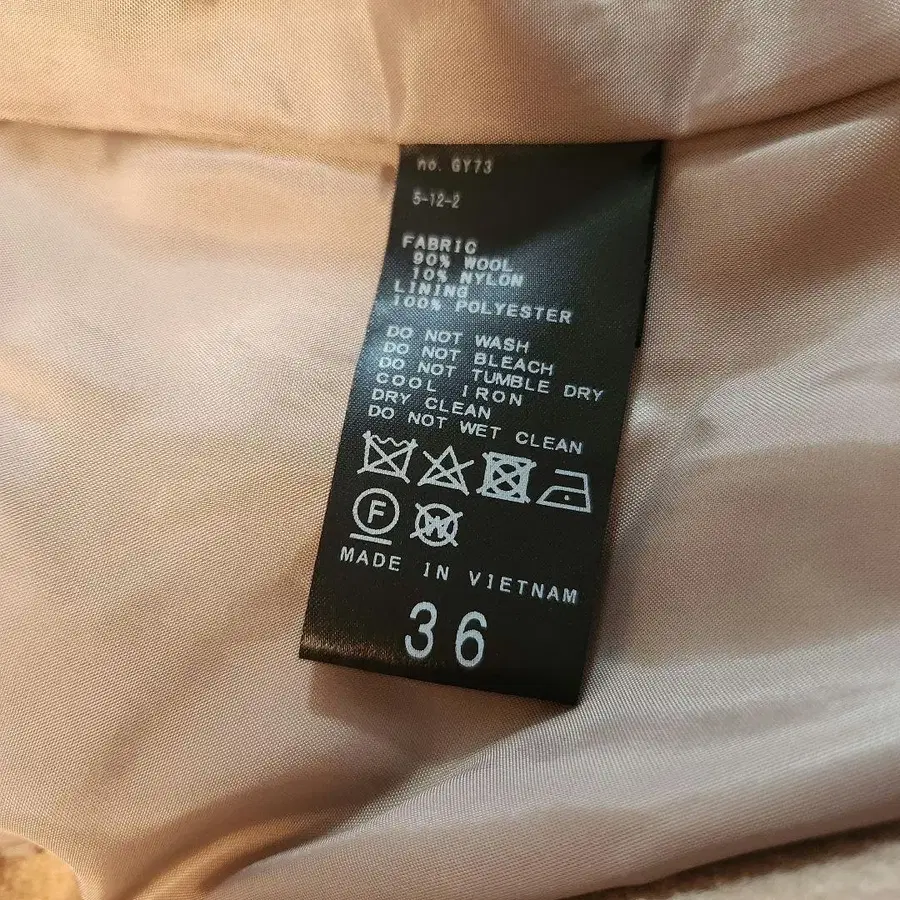 no. GY73
5-12-2
FABRIC
90% WOOL
10% NYLON
LINING
100% POLYESTER
DO NOT WASH
DO NOT BLEACH
DO NOT TUMBLE DRY
COOL IRON
DRY CLEAN
DO NOT WET CLEAN
F W
MADE IN VIETNAM
36